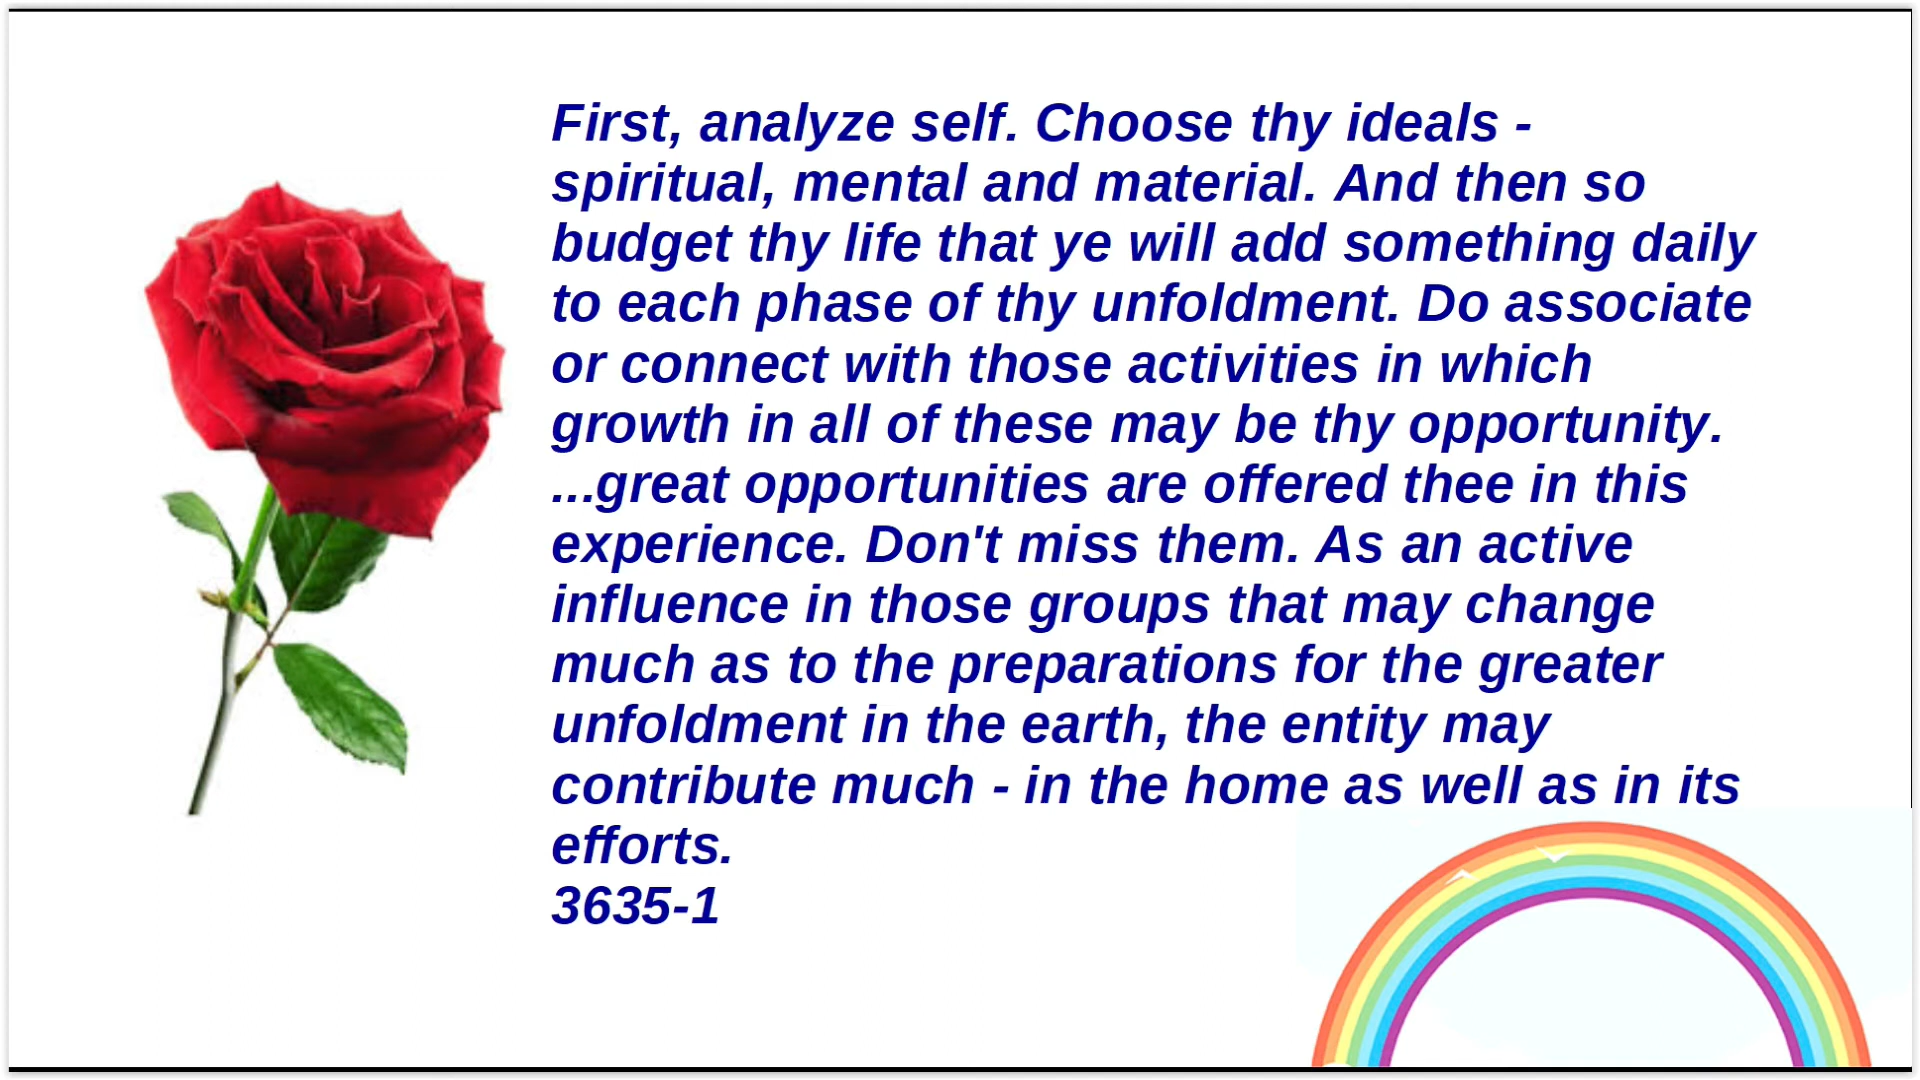 First, analyze self. Choose thy ideals -
spiritual, mental and material. And then so
budget thy life that ye will add something daily
to each phase of thy unfoldment. Do associate
or connect with those activities in which
growth in all of these may be thy opportunity.
...great opportunities are offered thee in this
experience. Don't miss them. As an active
influence in those groups that may change
much as to the preparations for the greater
unfoldment in the earth, the entity may
contribute much - in the home as well as in its
efforts.
3635-1